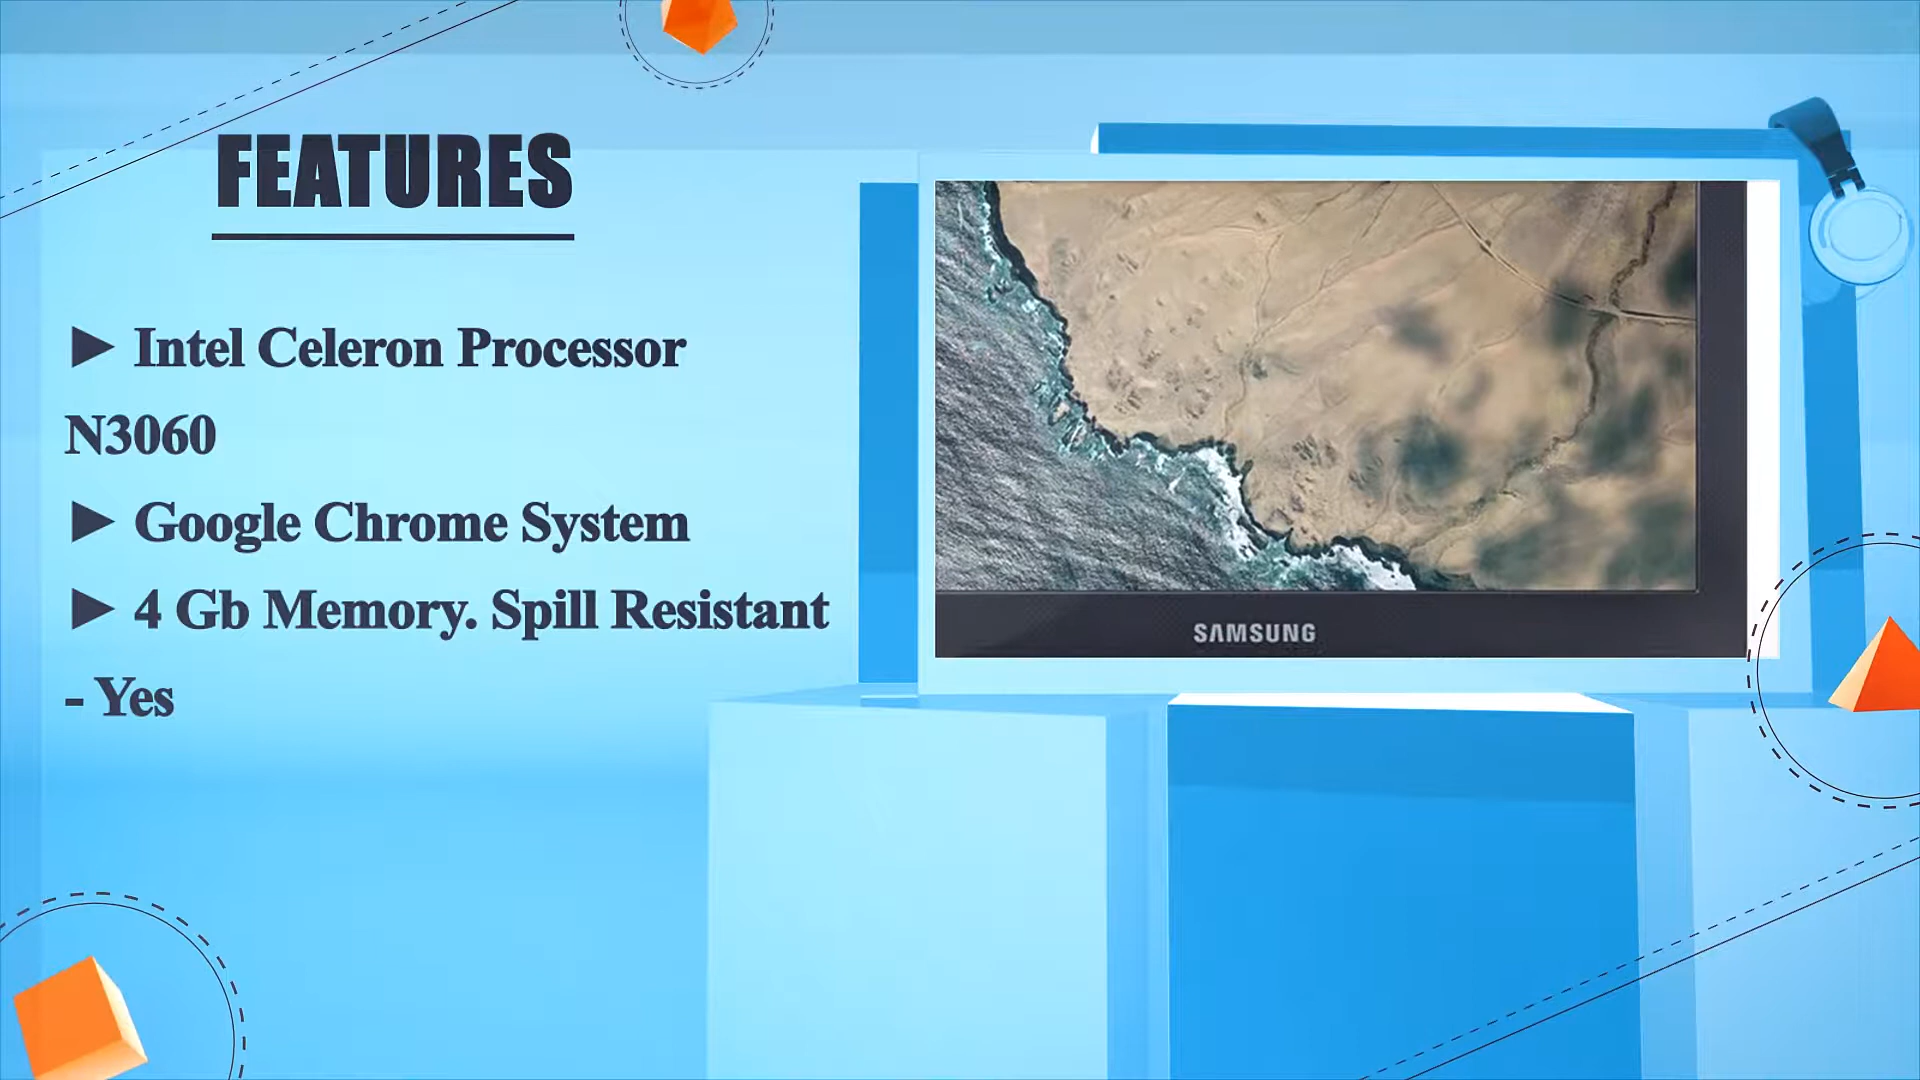 FEATURES
► Intel Celeron Processor
N3060
► Google Chrome System
► 4 Gb Memory. Spill Resistant
- Yes
SAMSUNG